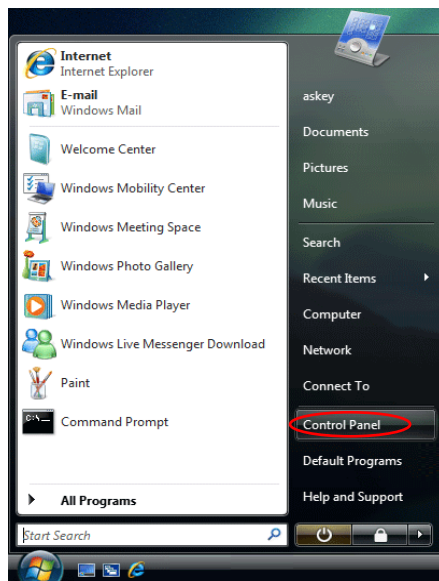 Internet
Internet Explorer
E-mail
Windows Mail
Welcome Center
Windows Mobility Center
Windows Meeting Space
Windows Photo Gallery
Windows Media Player
Windows Live Messenger Download
Paint
C:\
Command Prompt
All Programs
Start Search
askey
Documents
Pictures
Music
Search
Recent Items
Computer
Network
Connect To
Control Panel
Default Programs
Help and Support